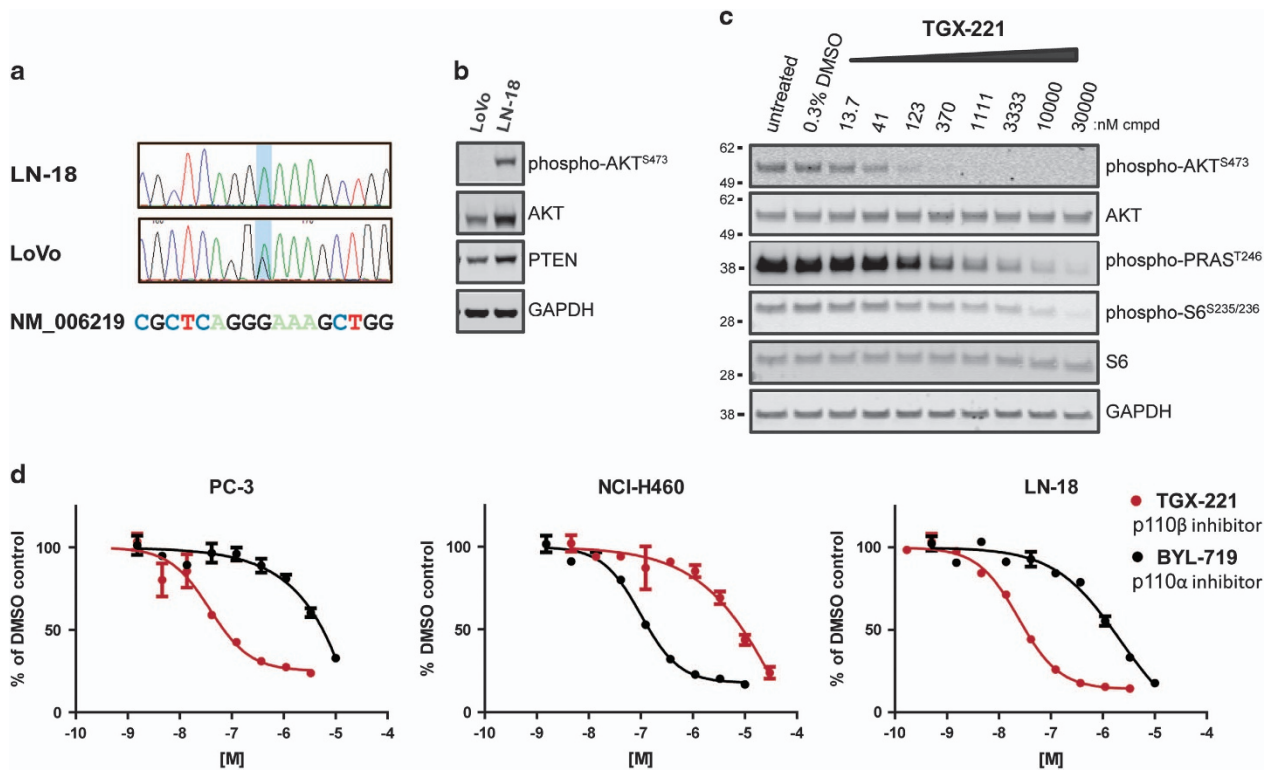 a
LN-18
LoVo
NM_006219 CGCTCAGGGAAAGCTGG
b
LoVo
LN-18
phospho-AKTS473
AKT
PTEN
GAPDH
c
TGX-221
untreated
0.3% DMSO
13.7
41
123
370
1111
3333
10000
30000
:nM cmpd
62
49
phospho-AKTS473
62
49
AKT
38
phospho-PRAST246
28
phospho-S6S235/236
28
S6
38
GAPDH
d
PC-3
% of DMSO control
100
50
0
-10 -9 -8 -7 -6 -5 -4
[M]
NCI-H460
% DMSO control
100
50
0
-10 -9 -8 -7 -6 -5 -4
[M]
LN-18
% of DMSO control
100
50
0
-10 -9 -8 -7 -6 -5 -4
[M]
TGX-221
p110β inhibitor
BYL-719
p110α inhibitor